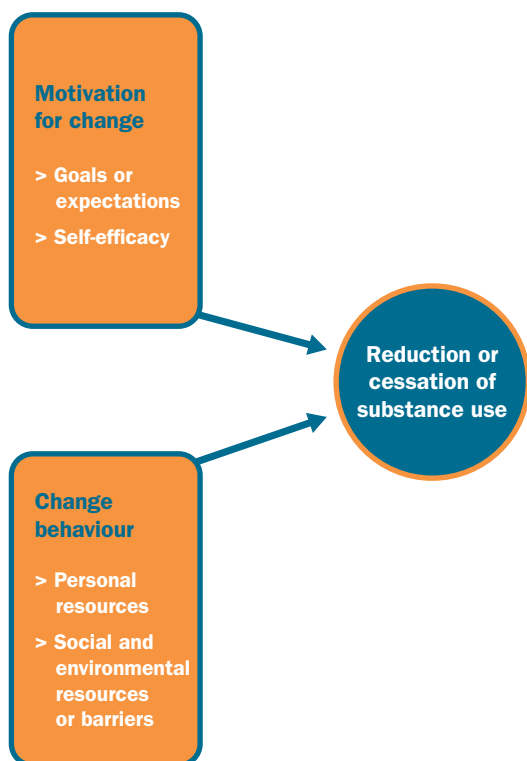 Motivation
for change
> Goals or
expectations
> Self-efficacy
Reduction or
cessation of
substance use
Change
behaviour
> Personal
resources
> Social and
environmental
resources
or barriers